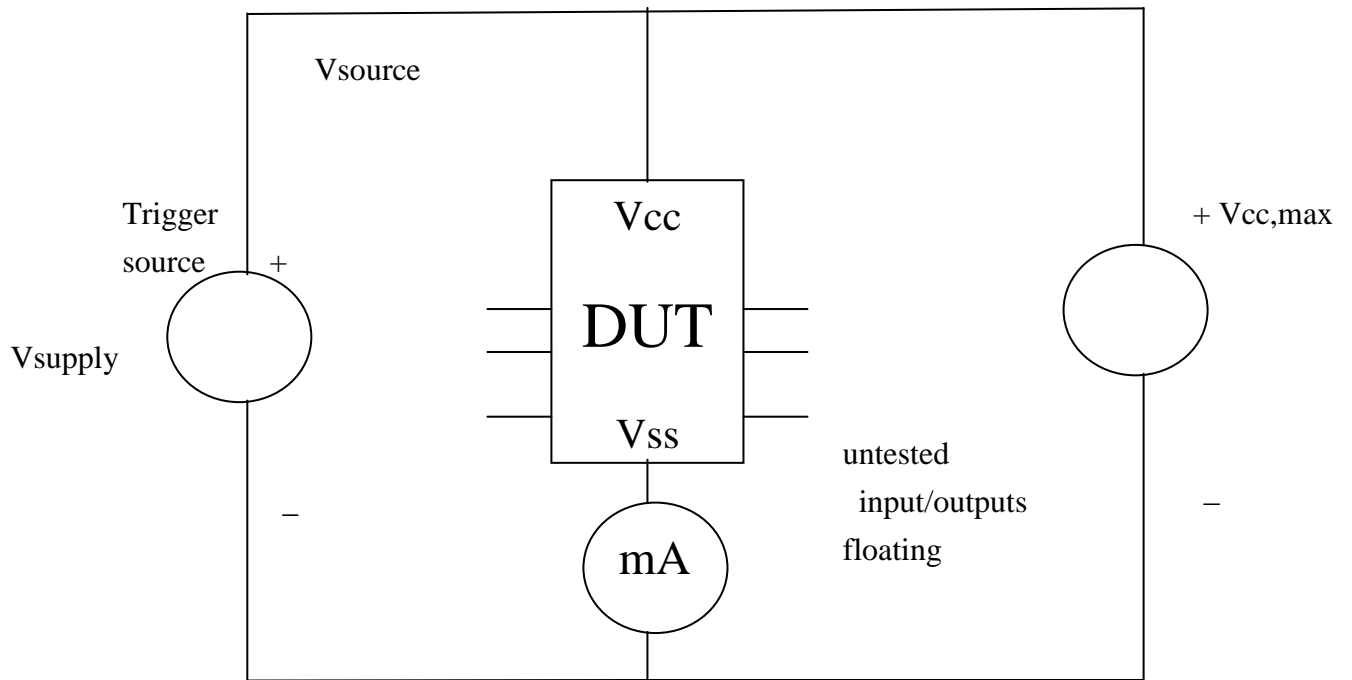 Vsource
Trigger
source
+
Vsupply
–
Vcc
DUT
Vss
mA
+ Vcc,max
untested
input/outputs
floating
–